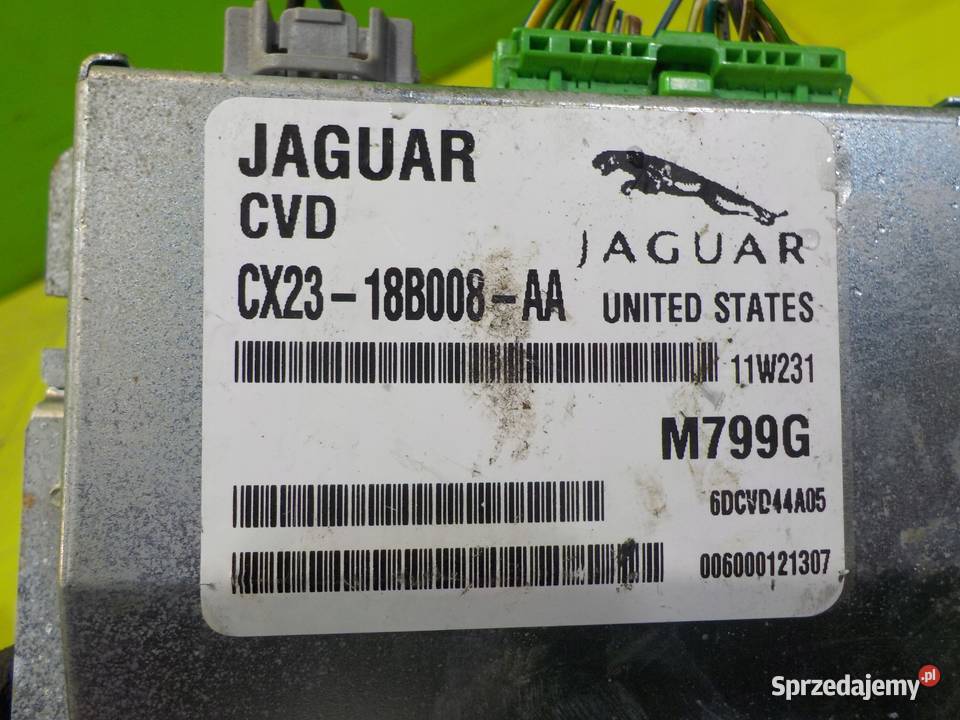 JAGUAR
CVD
JAGUAR
CX23-18B008-AA
UNITED STATES
11W231
M799G
6DCVD44A05
006000121307
Sprzedajemy.pl